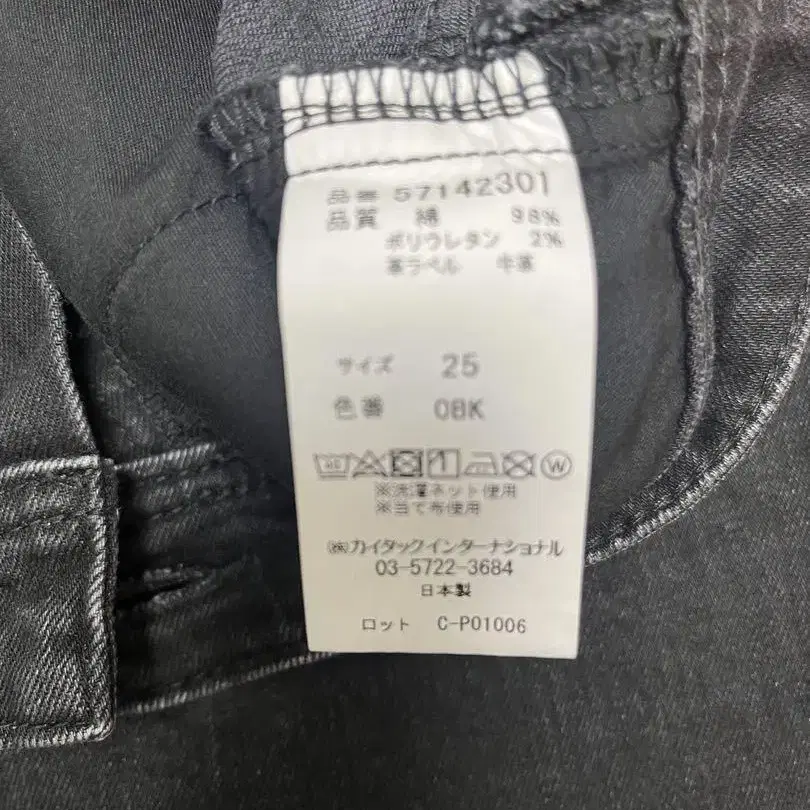 品番 57142301
品質 綿 98%
ポリウレタン 2%
革ラベル 牛革
サイズ 25
色番 0BK
W
※洗濯ネット使用
※当て布使用
㈱カイタックインターナショナル
03-5722-3684
日本製
ロット C-P01006